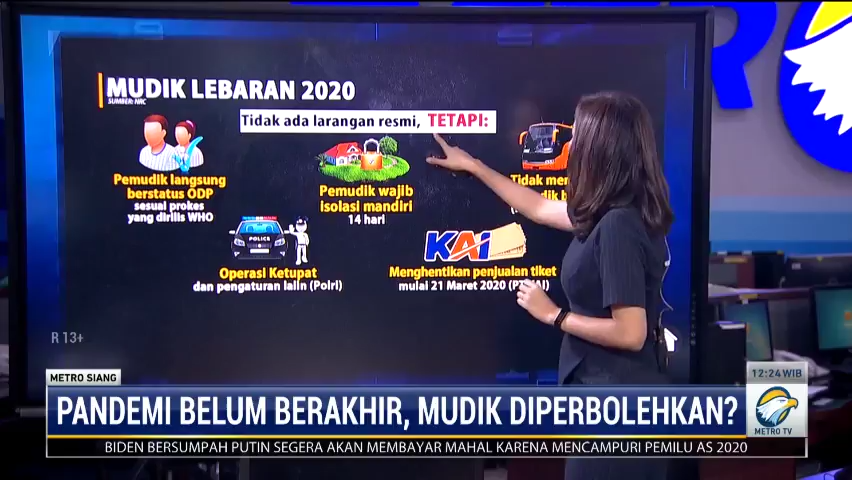 MUDIK LEBARAN 2020
SUMBER: NRC
Tidak ada larangan resmi, TETAPI:
Pemudik langsung
berstatus ODP
sesuai prokes
yang dirilis WHO
Pemudik wajib
isolasi mandiri
14 hari
Tidak
POLICE
Operasi Ketupat
dan pengaturan lalin (Polri)
KAI
Menghentikan penjualan tiket
mulai 21 Maret 2020
R 13+
METRO SIANG
12:24 WIB
PANDEMI BELUM BERAKHIR, MUDIK DIPERBOLEHKAN?
METRO TV
BIDEN BERSUMPAH PUTIN SEGERA AKAN MEMBAYAR MAHAL KARENA MENCAMPURI PEMILU AS 2020